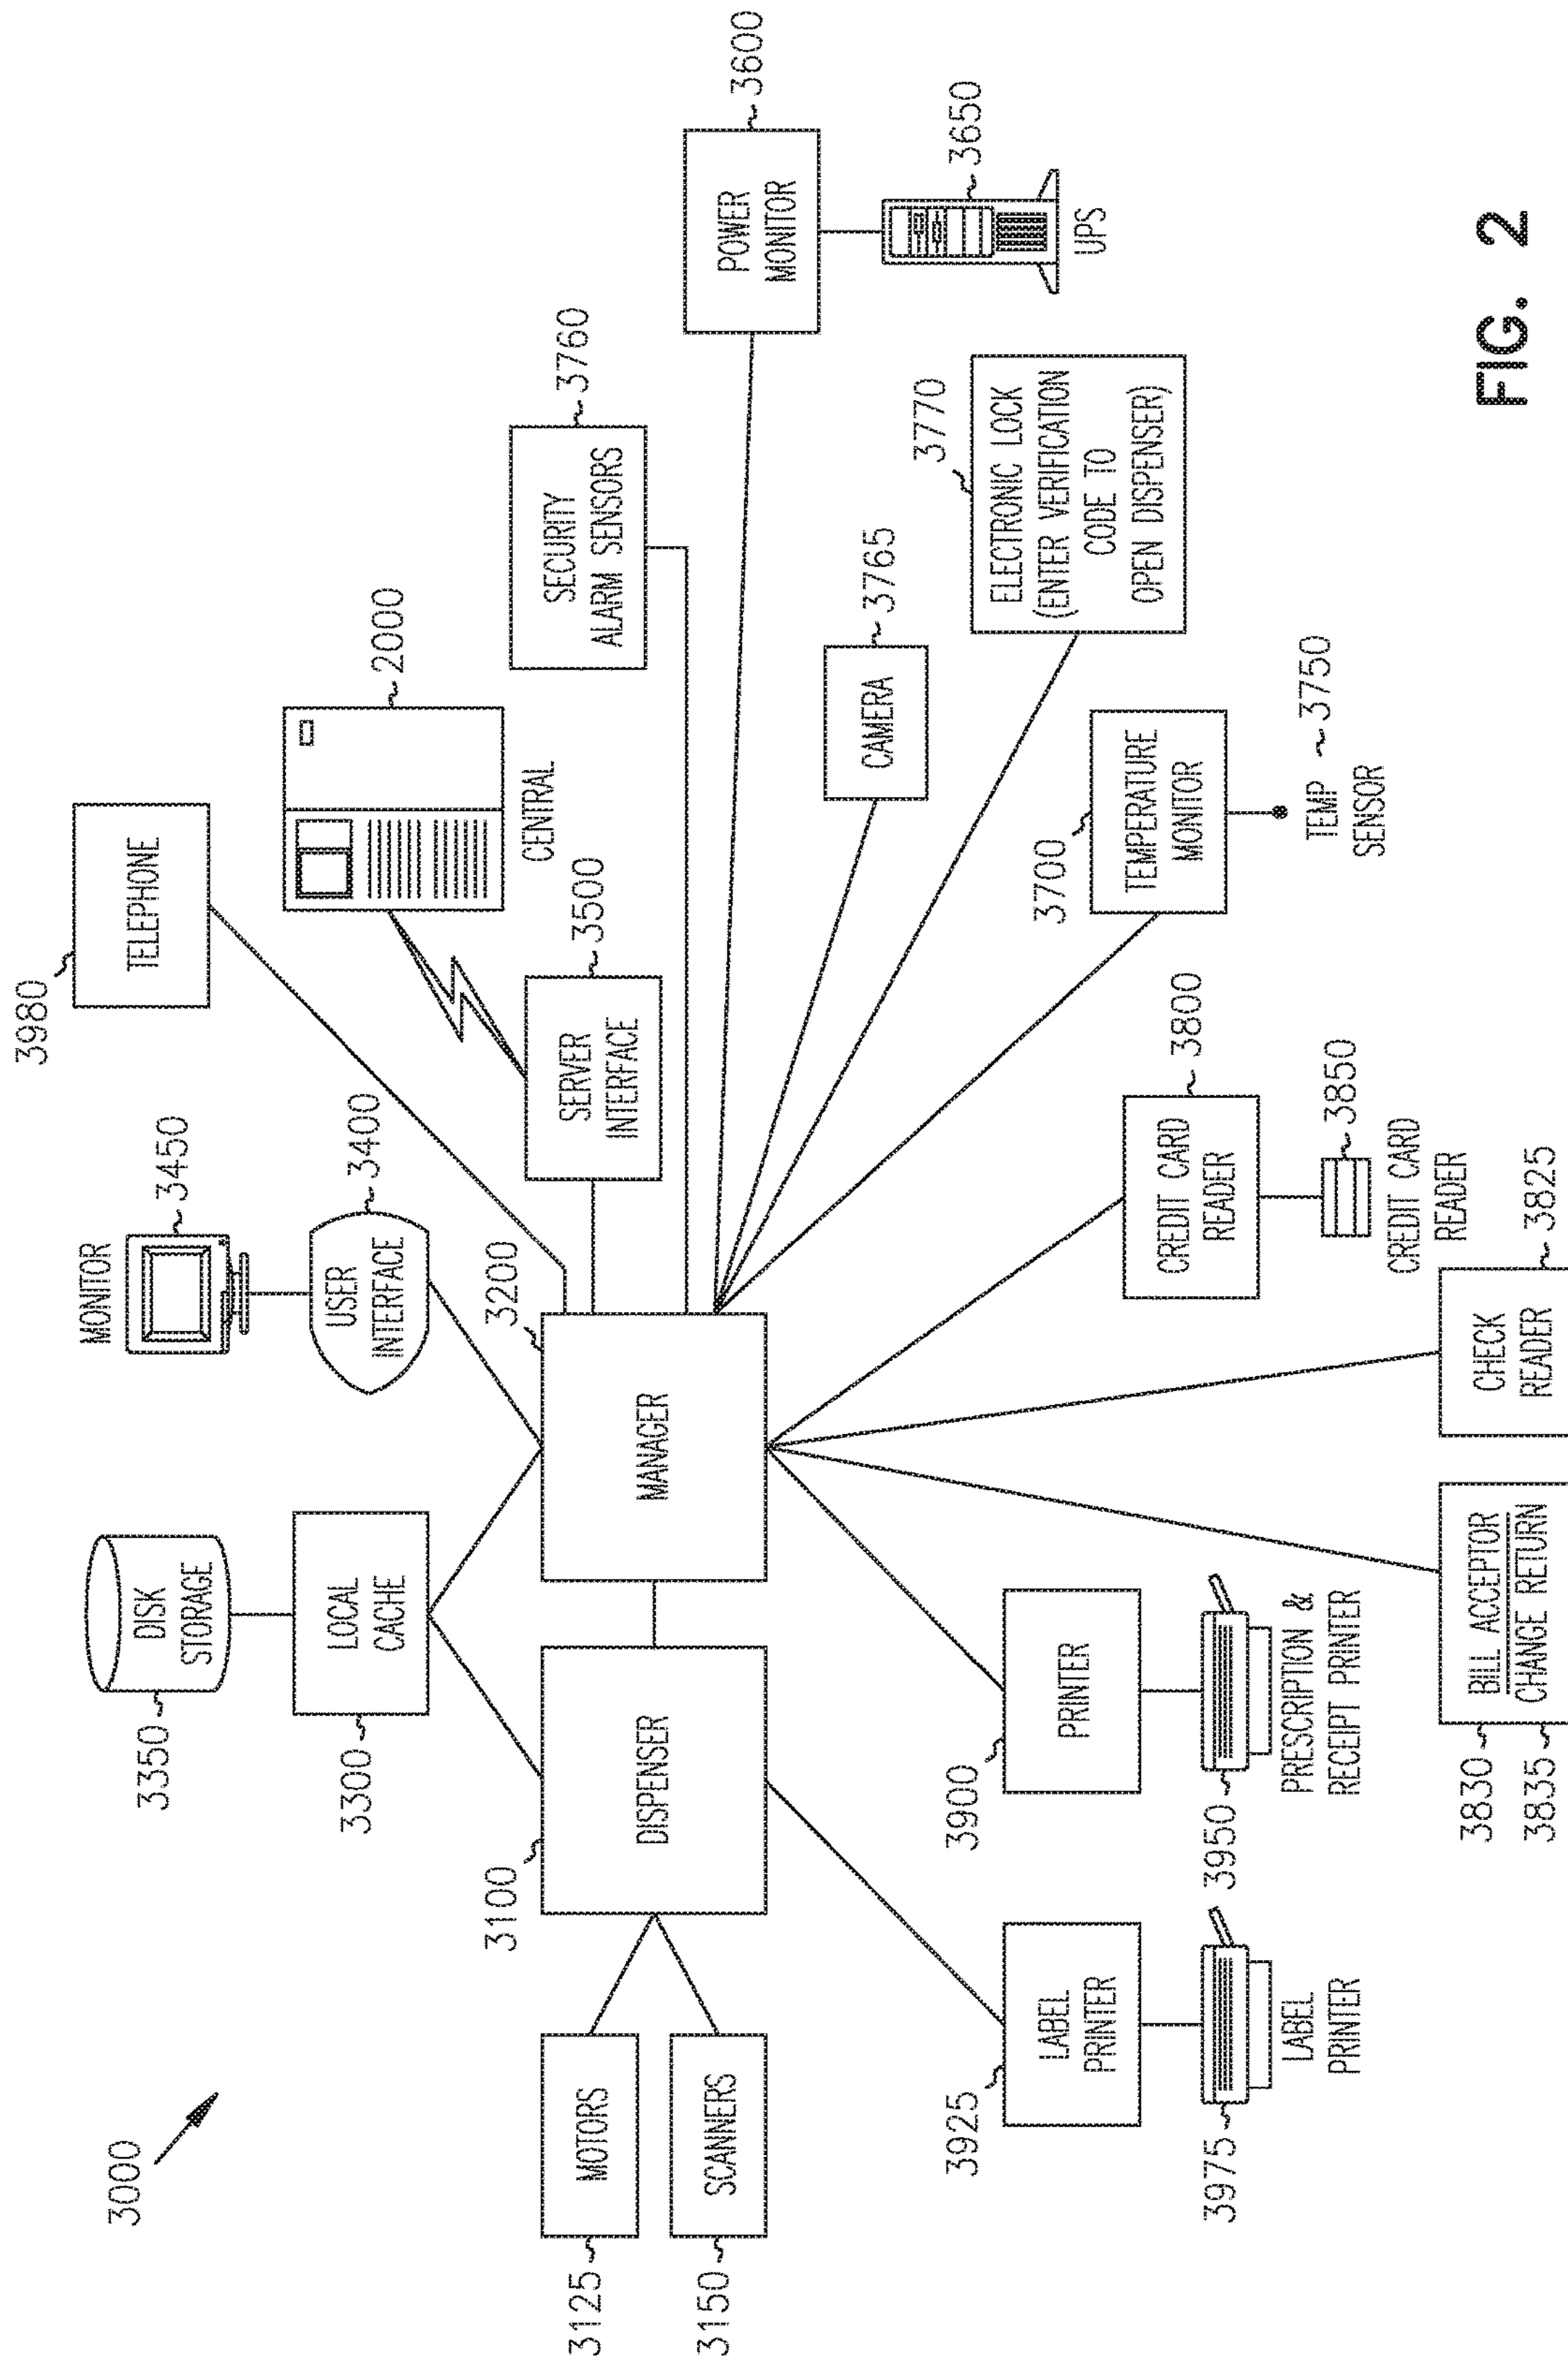 3000
3350
DISK
STORAGE
3300
LOCAL
CACHE
MONITOR
3450
USER
INTERFACE
3400
3980
TELEPHONE
2000
CENTRAL
SERVER
INTERFACE
3500
SECURITY
ALARM SENSORS
3760
POWER
MONITOR
3600
3650
UPS
3125
MOTORS
3150
SCANNERS
3100
DISPENSER
3200
MANAGER
CAMERA
3765
3770
ELECTRONIC LOCK
(ENTER VERIFICATION
CODE TO
OPEN DISPENSER)
3700
TEMPERATURE
MONITOR
TEMP
SENSOR
3750
3925
LABEL
PRINTER
3975
LABEL
PRINTER
3900
PRINTER
3950
PRESCRIPTION &
RECEIPT PRINTER
CREDIT CARD
READER
3800
3850
CREDIT CARD
READER
3830
BILL ACCEPTOR
3835
CHANGE RETURN
CHECK
READER
3825
FIG. 2